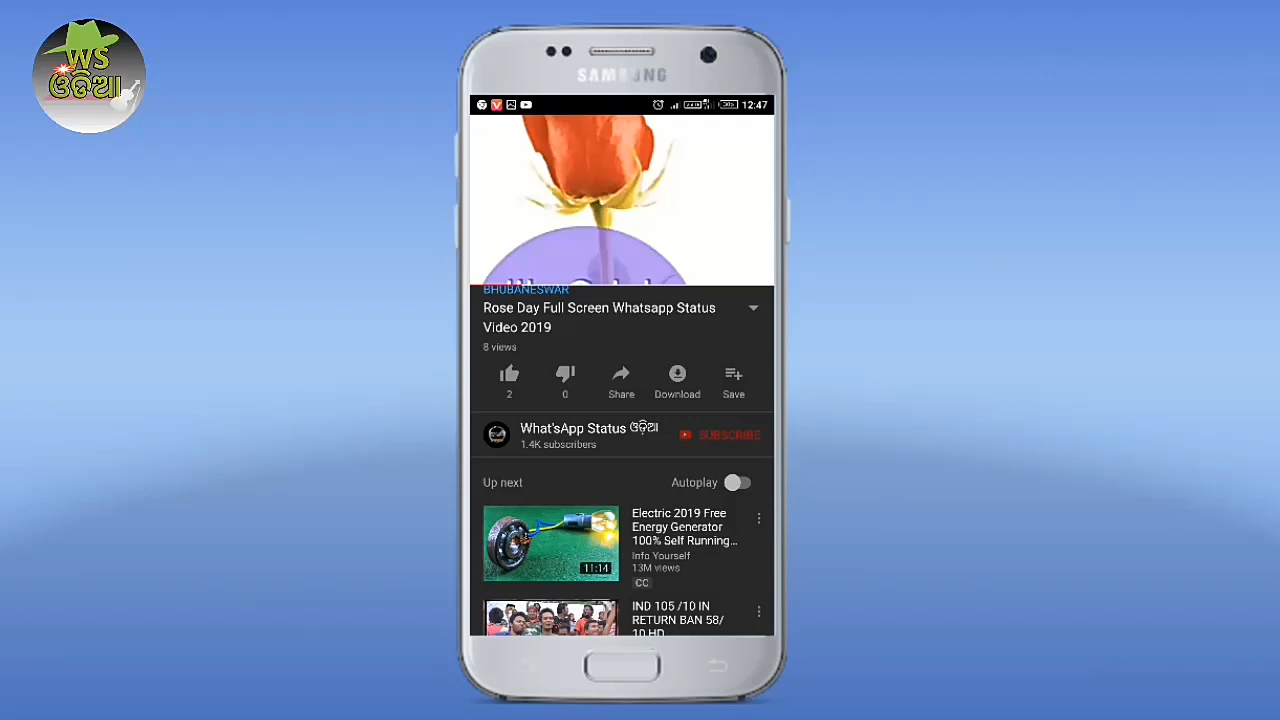 WS
ଓଡିଆ
SAMSUNG
12:47
BHUBANESWAR
Rose Day Full Screen Whatsapp Status
Video 2019
8 views
2
0
Share
Download
Save
What'sApp Status ଓଡ଼ିଆ
1.4K subscribers
SUBSCRIBE
Up next
Autoplay
11:14
Electric 2019 Free
Energy Generator
100% Self Running...
Info Yourself
13M views
CC
IND 105 /10 IN
RETURN BAN 58/
10 HD